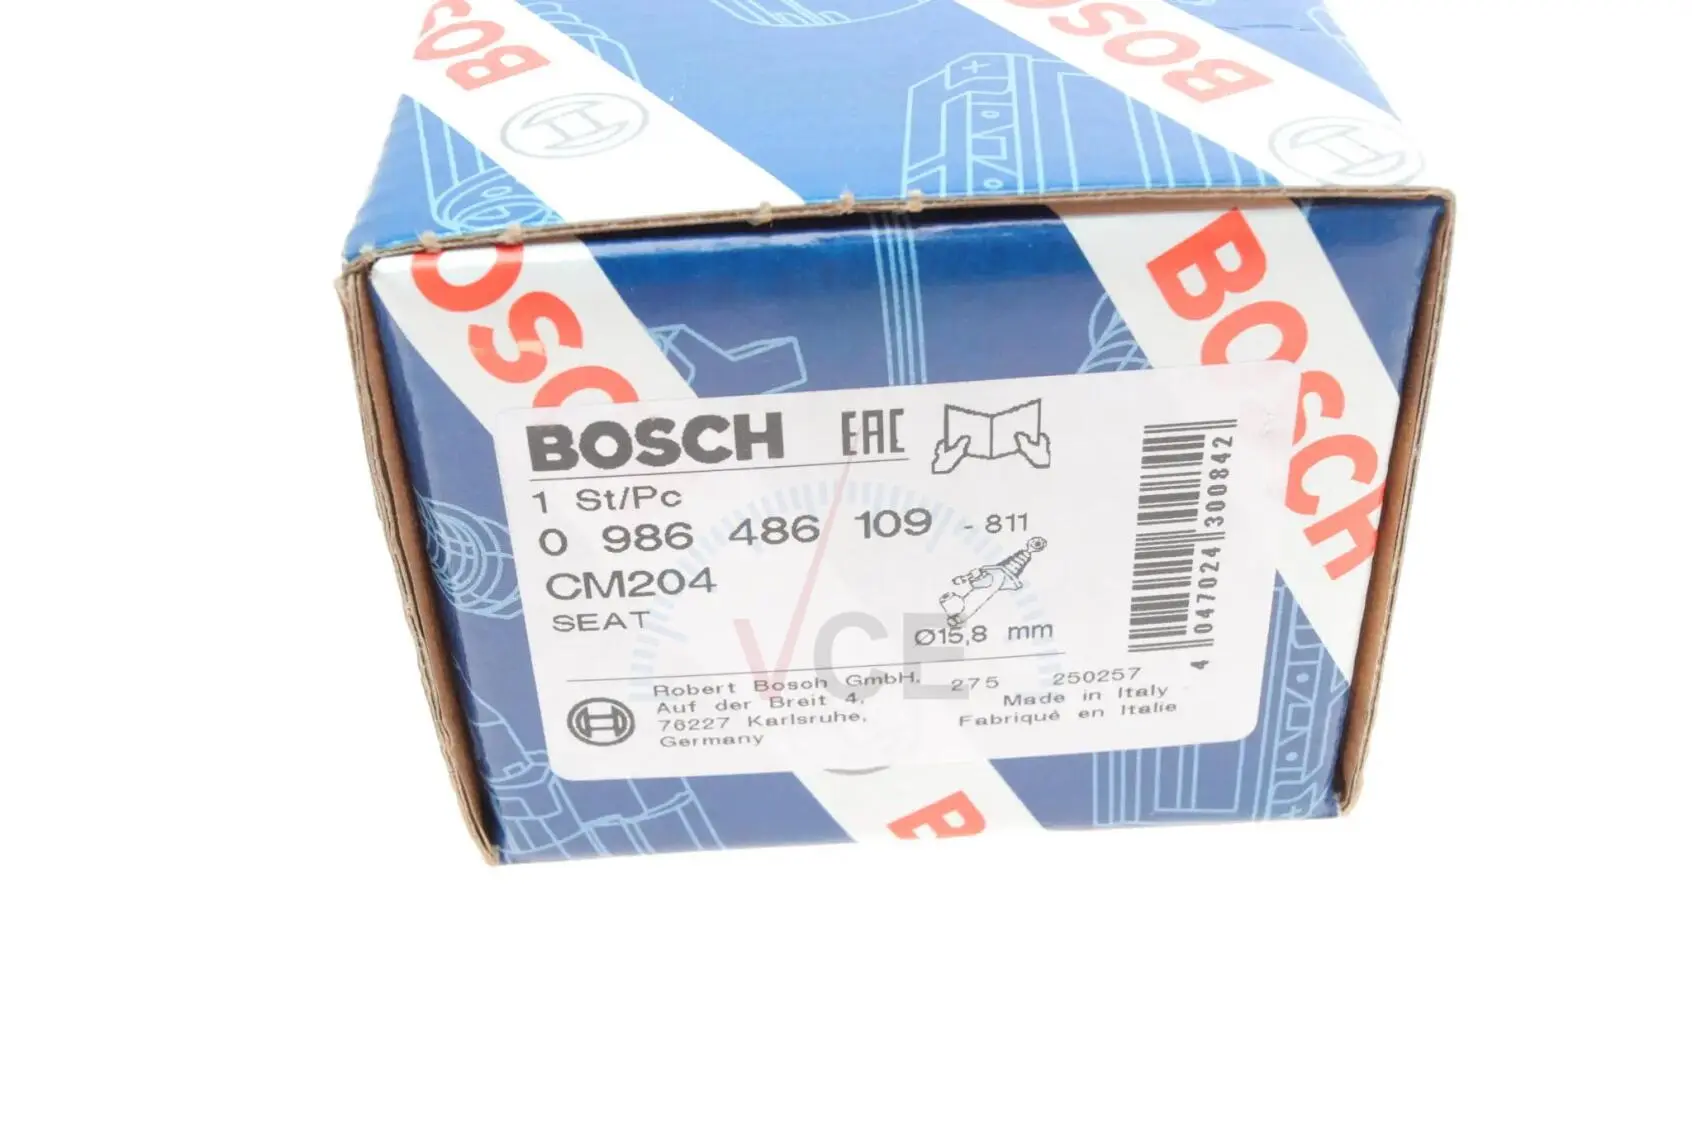 BOSCH
BOSCH
BOSCH
BOSCH
BOSCH EAC
1 St/Pc
0 986 486 109 - 811
CM204
SEAT
Ø15,8 mm
4 047024 300842
VCE
Robert Bosch GmbH. 275 250257
Auf der Breit 4, Made in Italy
76227 Karlsruhe, Fabriqué en Italie
Germany
B